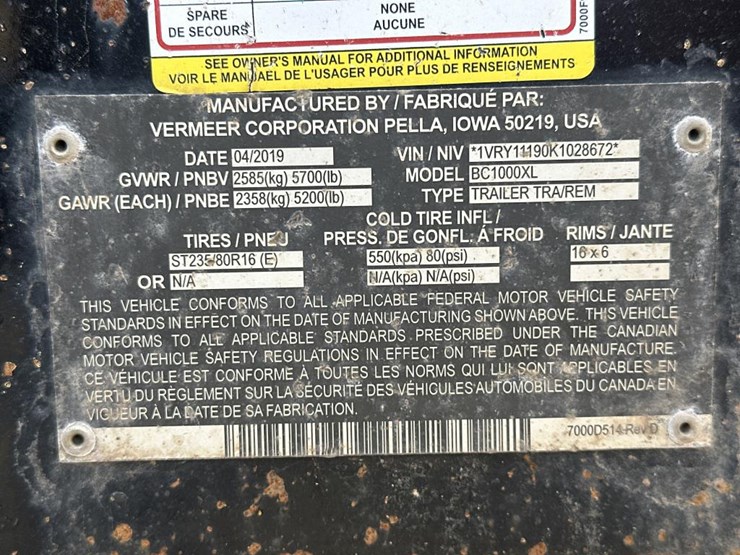 SPARE
DE SECOURS
NONE
AUCUNE
7000F
SEE OWNER'S MANUAL FOR ADDITIONAL INFORMATION
VOIR LE MANUAEL DE L'USAGER POUR PLUS DE RENSEIGNEMENTS
MANUFACTURED BY / FABRIQUÉ PAR:
VERMEER CORPORATION PELLA, IOWA 50219, USA
DATE 04/2019 VIN / NIV *1VRY11190K1028672*
GVWR / PNBV 2585(kg) 5700(lb) MODEL BC1000XL
GAWR (EACH) / PNBE 2358(kg) 5200(lb) TYPE TRAILER TRA/REM
COLD TIRE INFL /
TIRES / PNEU PRESS. DE GONFL. Á FROID RIMS / JANTE
ST235/80R16 (E) 550(kpa) 80(psi) 16 x 6
OR N/A N/A(kpa) N/A(psi)
THIS VEHICLE CONFORMS TO ALL APPLICABLE FEDERAL MOTOR VEHICLE SAFETY
STANDARDS IN EFFECT ON THE DATE OF MANUFACTURING SHOWN ABOVE. THIS VEHICLE
CONFORMS TO ALL APPLICABLE STANDARDS PRESCRIBED UNDER THE CANADIAN
MOTOR VEHICLE SAFETY REGULATIONS IN EFFECT ON THE DATE OF MANUFACTURE.
CE VÉHICULE EST CONFORME À TOUTES LES NORMS QUI LUI SONT APPLICABLES EN
VERTU DU RÉGLEMENT SUR LA SÉCURITÉ DES VÉHICULES AUTOMOBILES DU CANADA EN
VIGUEUR À LA DATE DE SA FABRICATION.
7000D514 Rev D